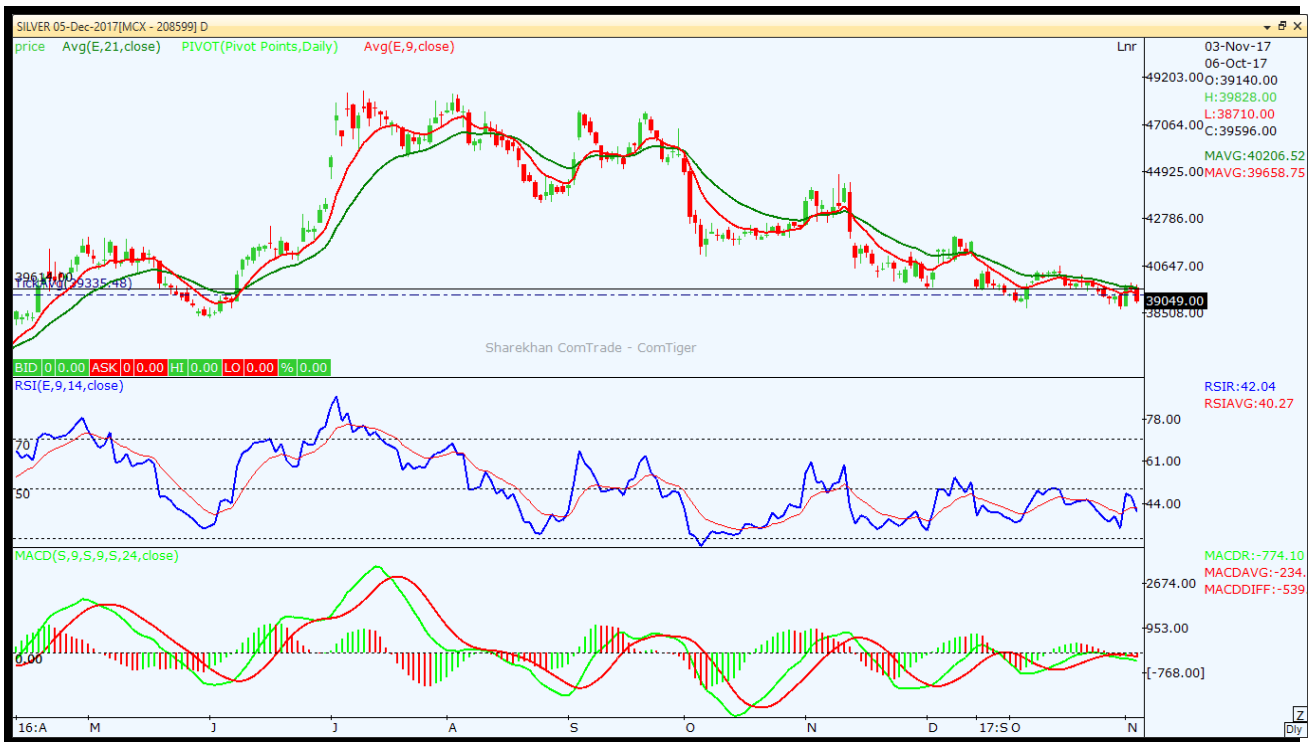 SILVER 05-Dec-2017[MCX - 208599] D
price Avg(E,21,close) PIVOT(Pivot Points,Daily) Avg(E,9,close) Lnr
03-Nov-17
06-Oct-17
O:39140.00
H:39828.00
L:38710.00
C:39596.00
MAVG:40206.52
MAVG:39658.75
49203.00
47064.00
44925.00
42786.00
40647.00
39049.00
38508.00
TickAvg(39335.48)
Sharekhan ComTrade - ComTiger
BID 0 0.00 ASK 0 0.00 HI 0.00 LO 0.00 % 0.00
RSI(E,9,14,close)
RSIR:42.04
RSIAVG:40.27
78.00
70
61.00
50
44.00
MACD(S,9,S,9,S,24,close)
MACDR:-774.10
MACDAVG:-234.
MACDDIFF:-539.
2674.00
953.00
0.00
[-768.00]
16:A M J J A S O N D 17:S O N
Z
Dly